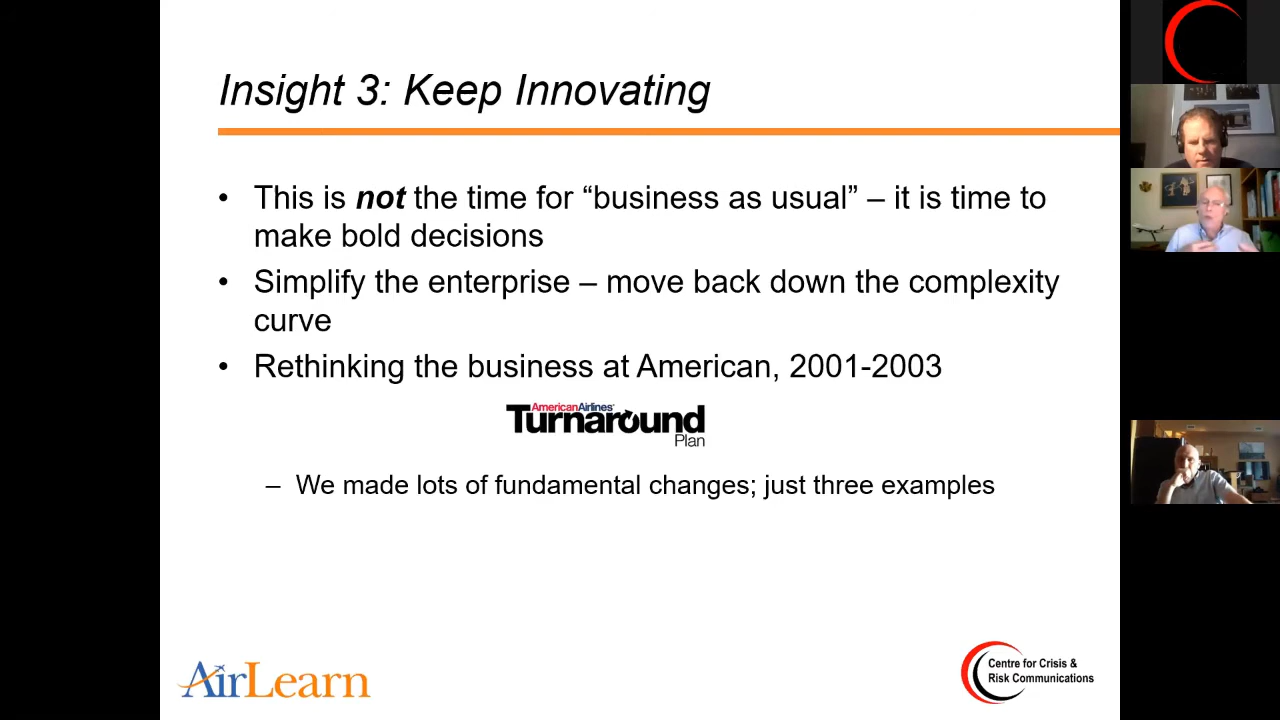 Insight 3: Keep Innovating
• This is not the time for “business as usual” – it is time to
make bold decisions
• Simplify the enterprise – move back down the complexity
curve
• Rethinking the business at American, 2001-2003
AmericanAirlines
Turnaround
Plan
– We made lots of fundamental changes; just three examples
AirLearn
Centre for Crisis &
Risk Communications